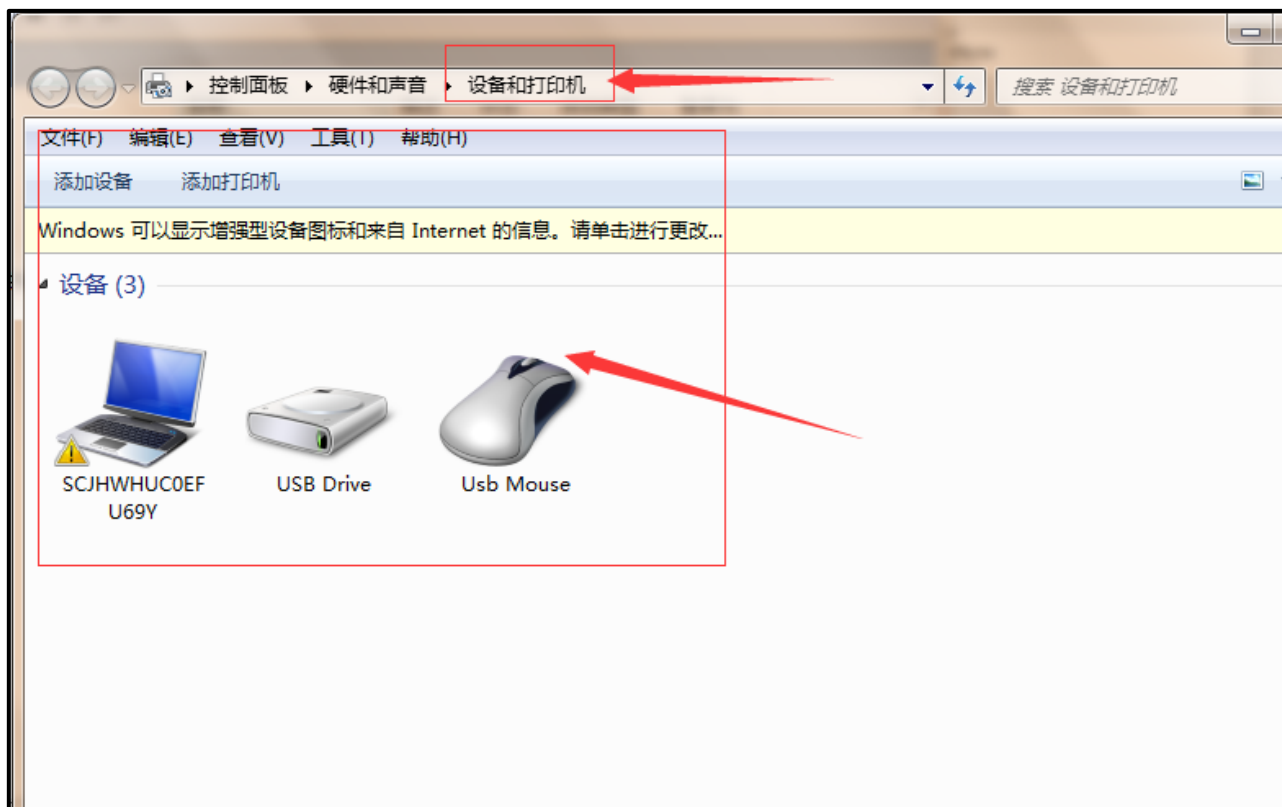 控制面板 硬件和声音 设备和打印机 搜索 设备和打印机
文件(F) 编辑(E) 查看(V) 工具(T) 帮助(H)
添加设备 添加打印机
Windows 可以显示增强型设备图标和来自 Internet 的信息。请单击进行更改...
设备 (3)
SCJHWHUC0EF
U69Y
USB Drive
Usb Mouse